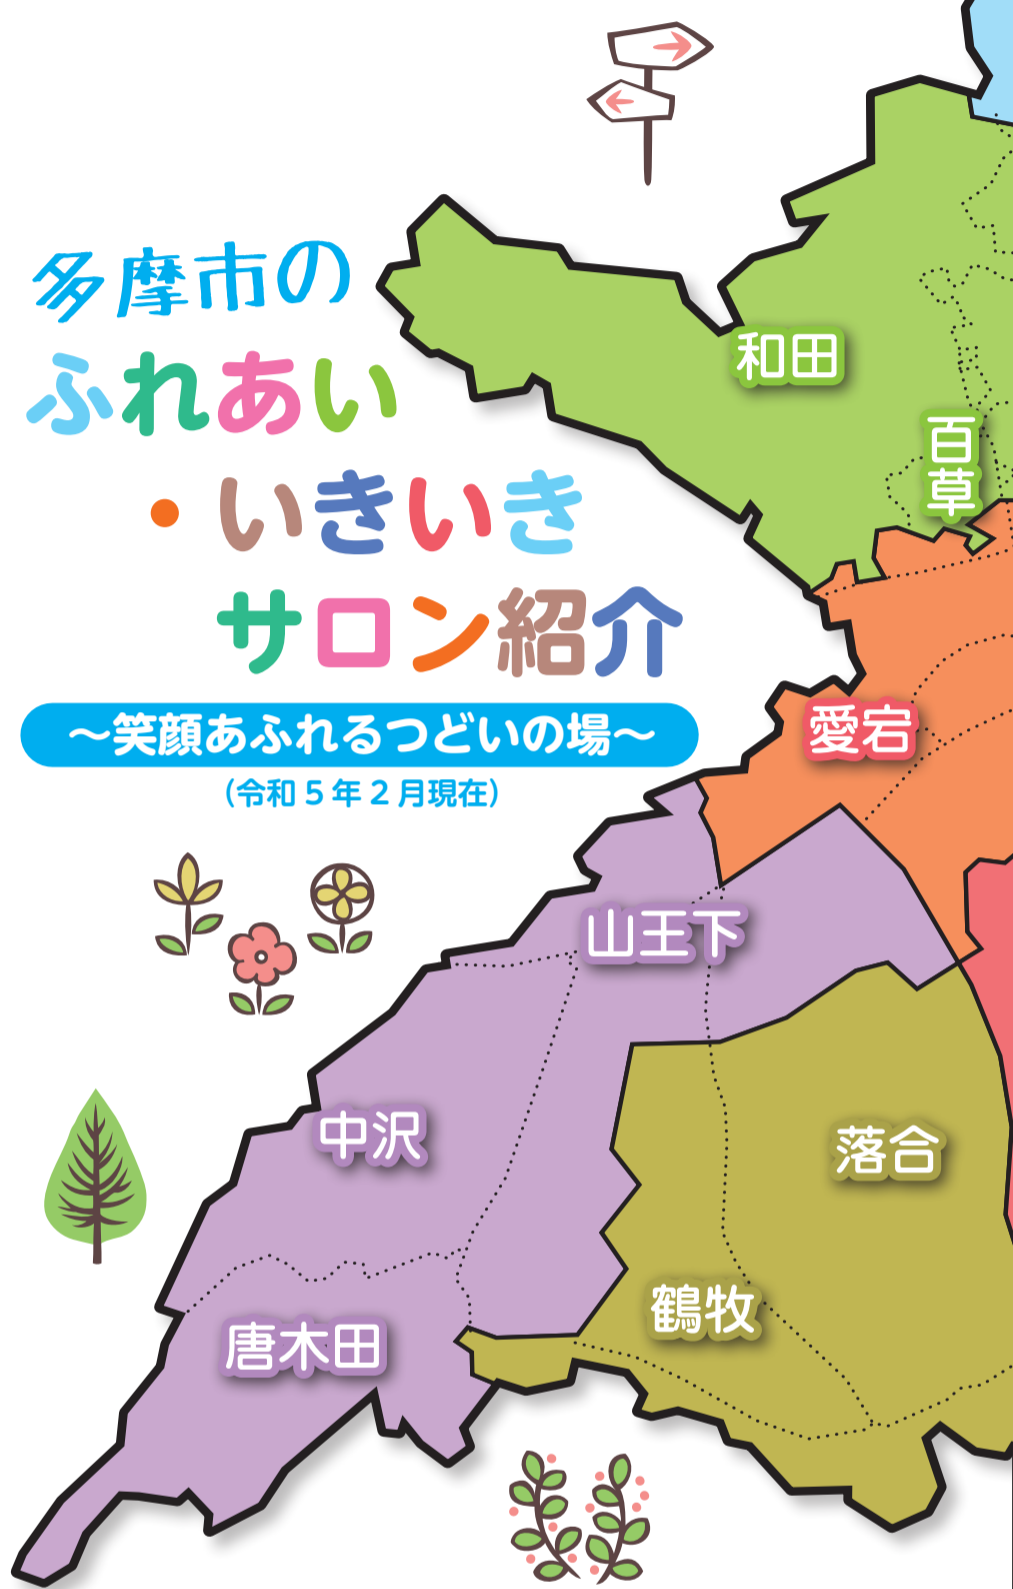 多摩市の
ふれあい
・いきいき
サロン紹介
～笑顔あふれるつどいの場～
（令和5年2月現在）
和田
百草
愛宕
山王下
中沢
落合
鶴牧
唐木田